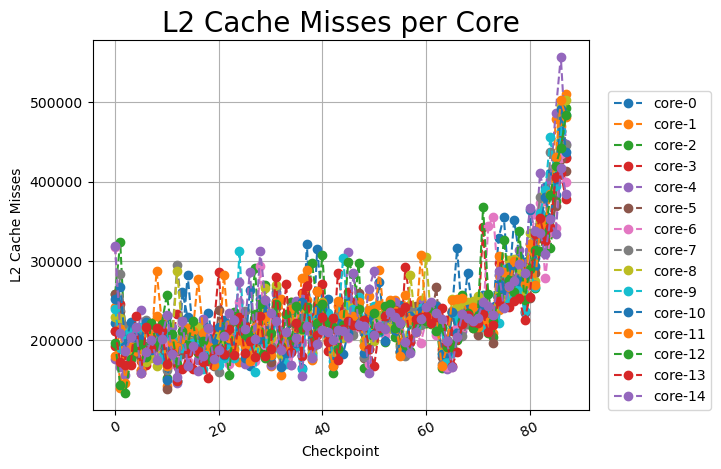 L2 Cache Misses per Core
L2 Cache Misses
500000
400000
300000
200000
0
20
40
60
80
Checkpoint
core-0
core-1
core-2
core-3
core-4
core-5
core-6
core-7
core-8
core-9
core-10
core-11
core-12
core-13
core-14